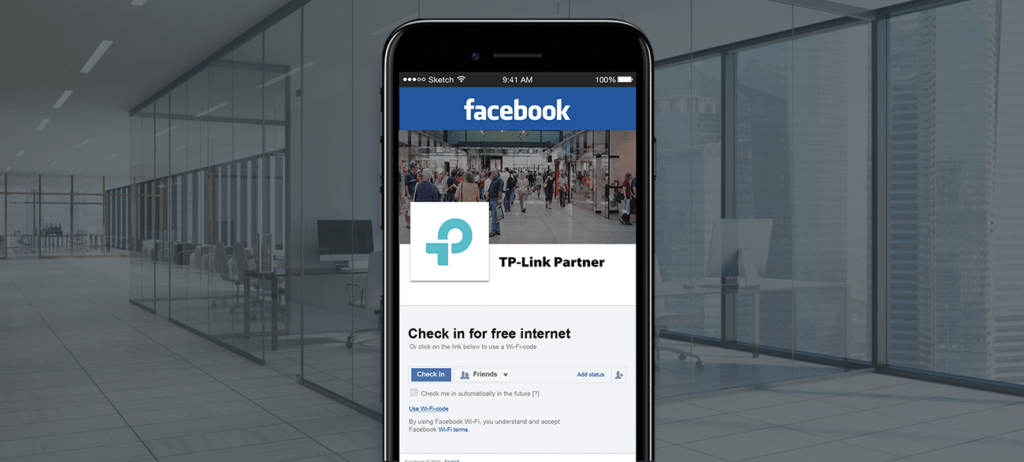 Sketch 9:41 AM 100%
facebook
TP-Link Partner
Check in for free internet
Or click on the link below to use a Wi-Fi-code
Check in Friends Add status
Check me in automatically in the future [?]
Use Wi-Fi-code
By using Facebook Wi-Fi, you understand and accept
Facebook Wi-Fi terms.